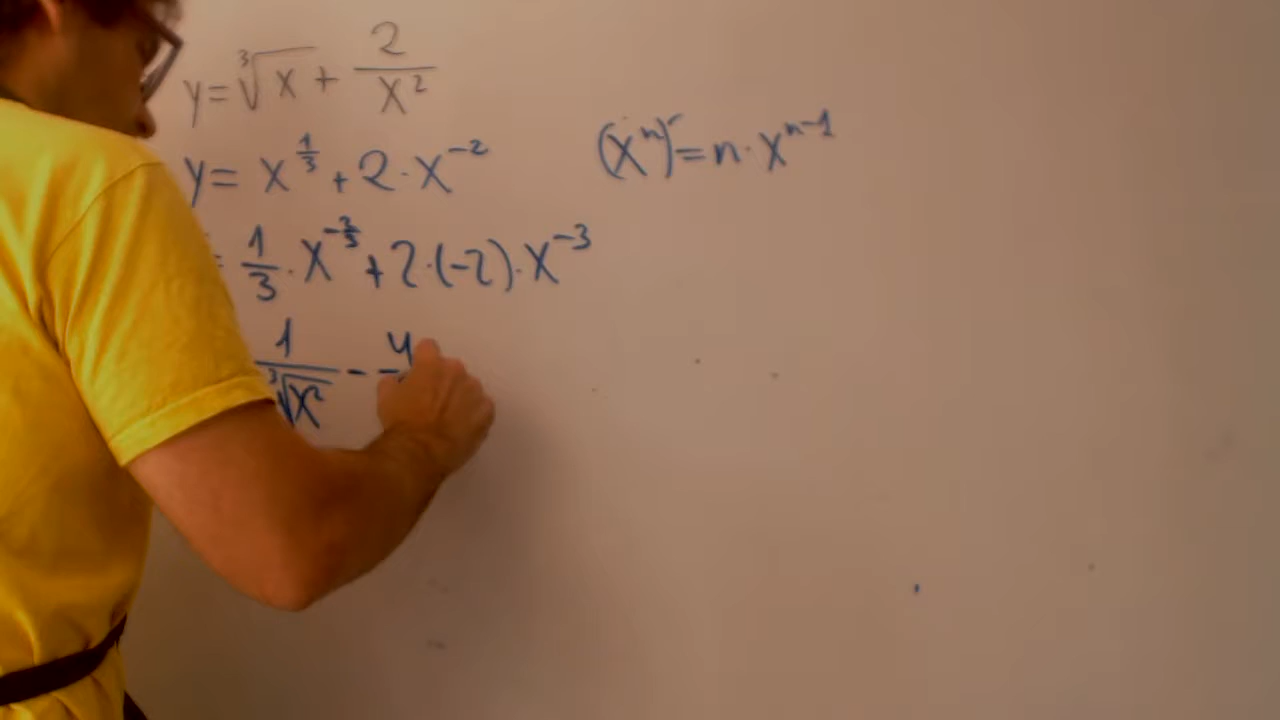 y = ∛x + 2/x²
y = x^(1/3) + 2·x^(-2)
(xⁿ)' = n·x^(n-1)
= 1/3·x^(-2/3) + 2·(-2)·x^(-3)
1/∛x² - 4